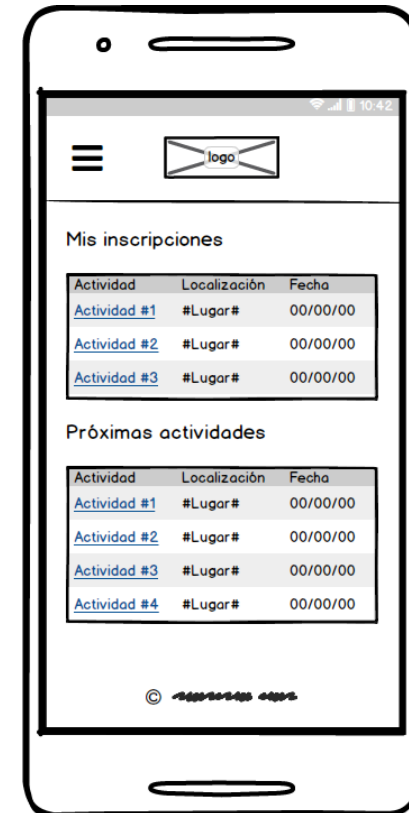 10:42
logo
Mis inscripciones
Actividad Localización Fecha
Actividad #1 #Lugar# 00/00/00
Actividad #2 #Lugar# 00/00/00
Actividad #3 #Lugar# 00/00/00
Próximas actividades
Actividad Localización Fecha
Actividad #1 #Lugar# 00/00/00
Actividad #2 #Lugar# 00/00/00
Actividad #3 #Lugar# 00/00/00
Actividad #4 #Lugar# 00/00/00
©